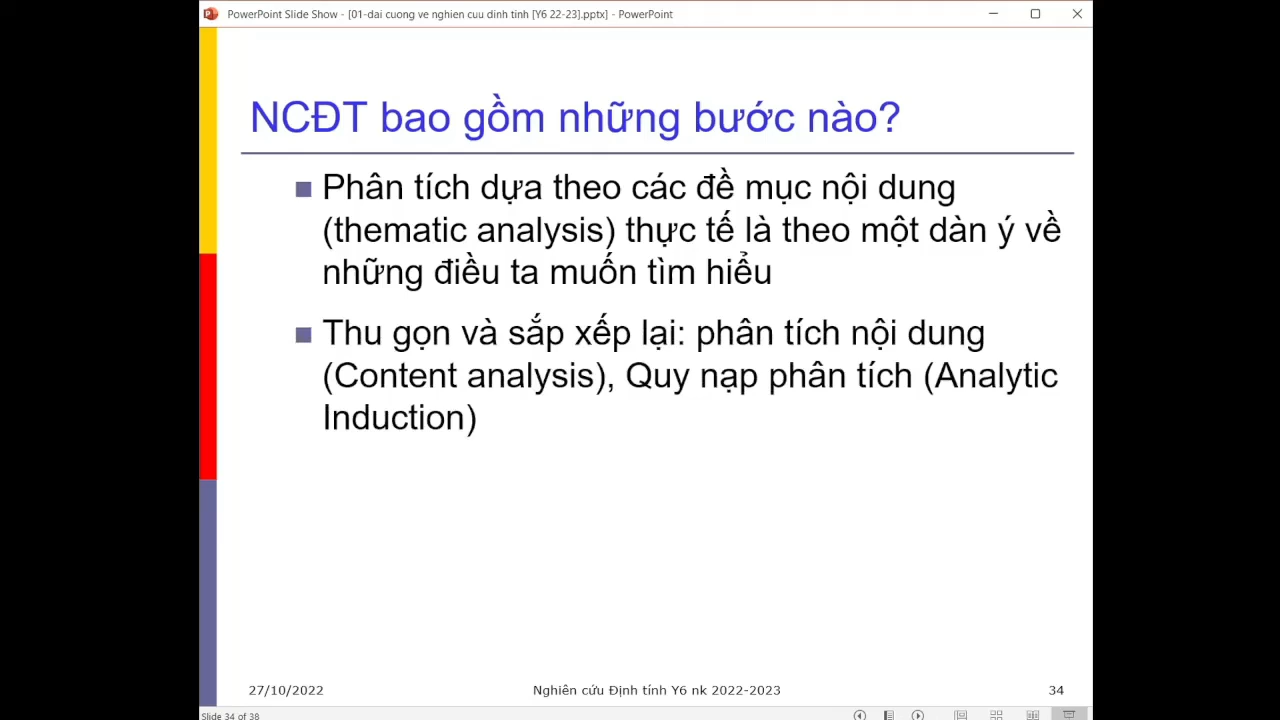 PowerPoint Slide Show - [01-dai cuong ve nghien cuu dinh tinh [Y6 22-23].pptx] - PowerPoint
NCĐT bao gồm những bước nào?
Phân tích dựa theo các đề mục nội dung
(thematic analysis) thực tế là theo một dàn ý về
những điều ta muốn tìm hiểu
Thu gọn và sắp xếp lại: phân tích nội dung
(Content analysis), Quy nạp phân tích (Analytic
Induction)
27/10/2022 Nghiên cứu Định tính Y6 nk 2022-2023 34
Slide 34 of 38